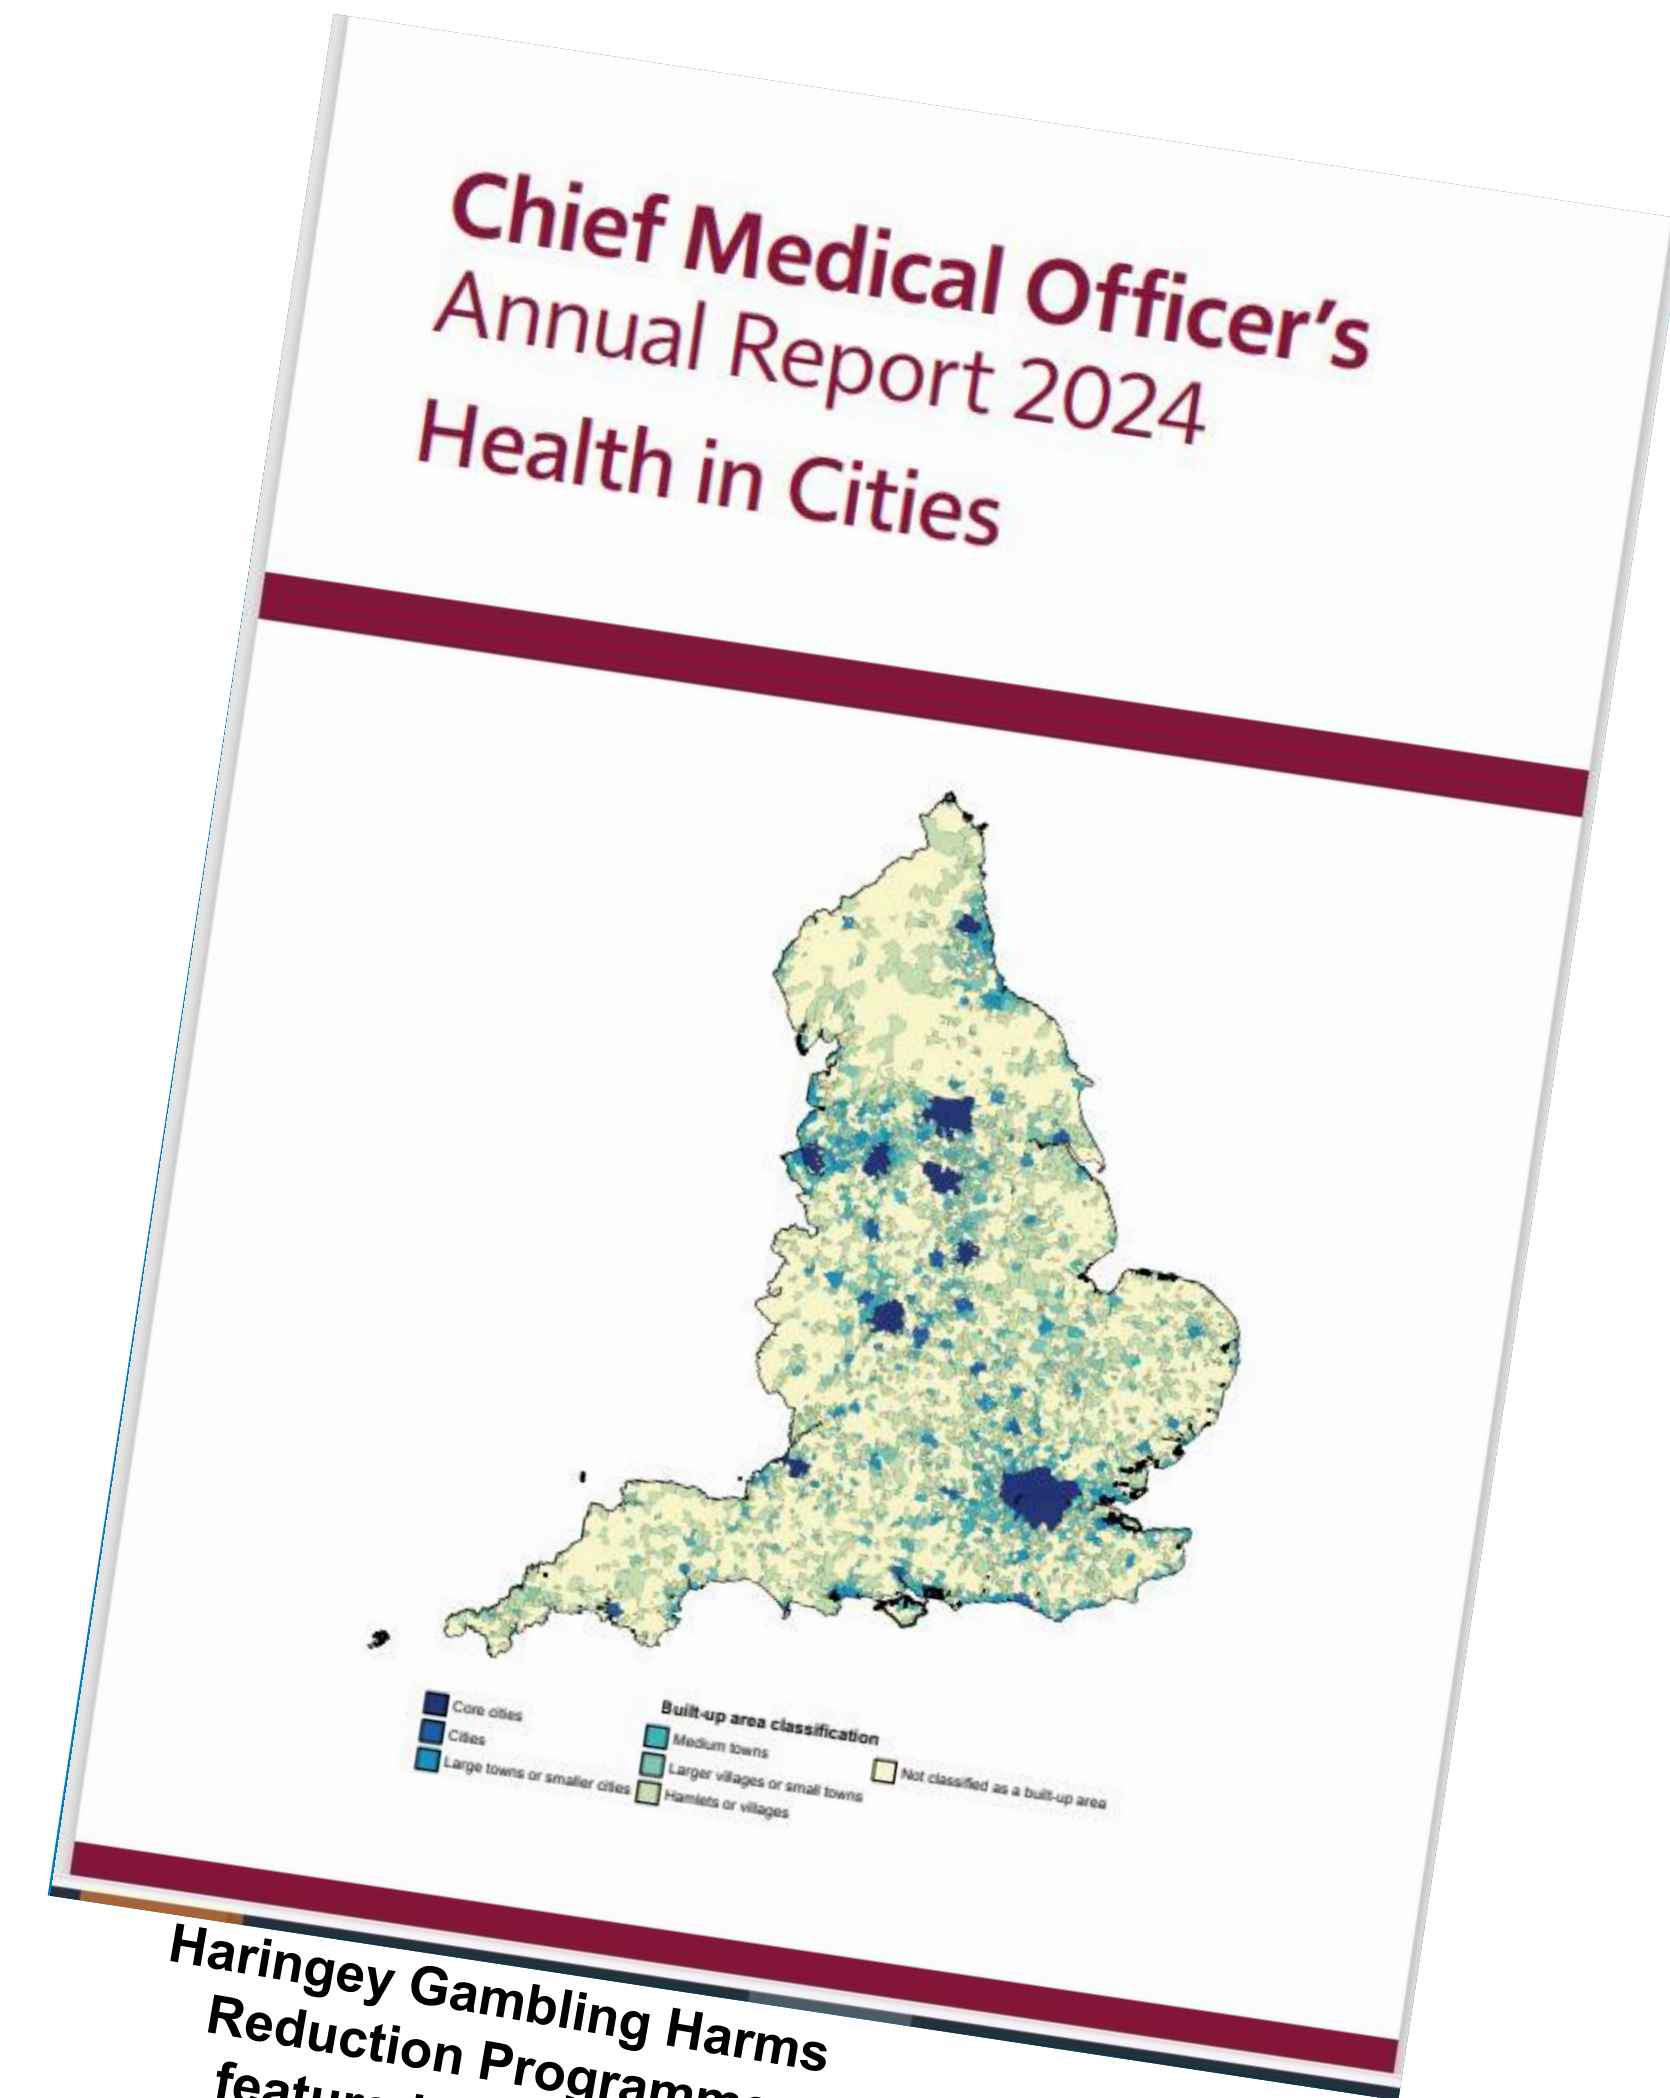 Chief Medical Officer's
Annual Report 2024
Health in Cities
Built-up area classification
Core cities
Cities
Large towns or smaller cities
Medium towns
Larger villages or small towns
Hamlets or villages
Not classified as a built-up area
Haringey Gambling Harms
Reduction Programme